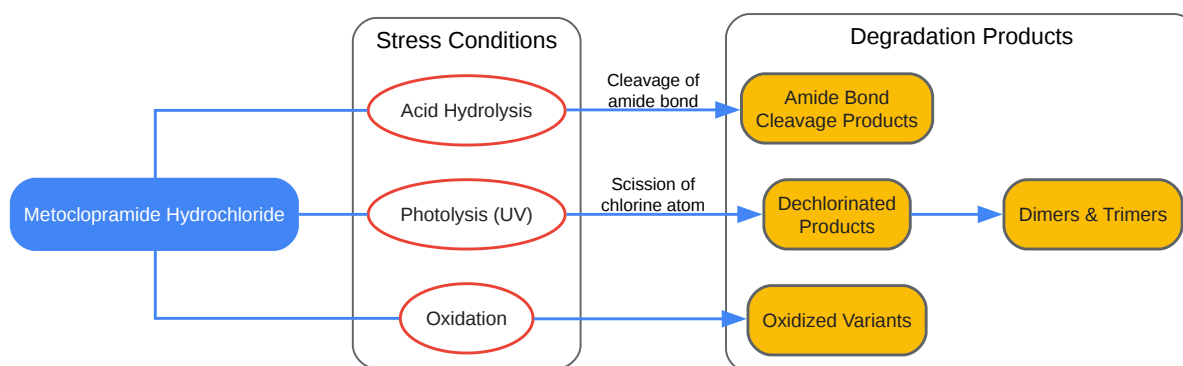 Stress Conditions
Degradation Products
Metoclopramide Hydrochloride
Acid Hydrolysis
Cleavage of
amide bond
Amide Bond
Cleavage Products
Photolysis (UV)
Scission of
chlorine atom
Dechlorinated
Products
Dimers & Trimers
Oxidation
Oxidized Variants